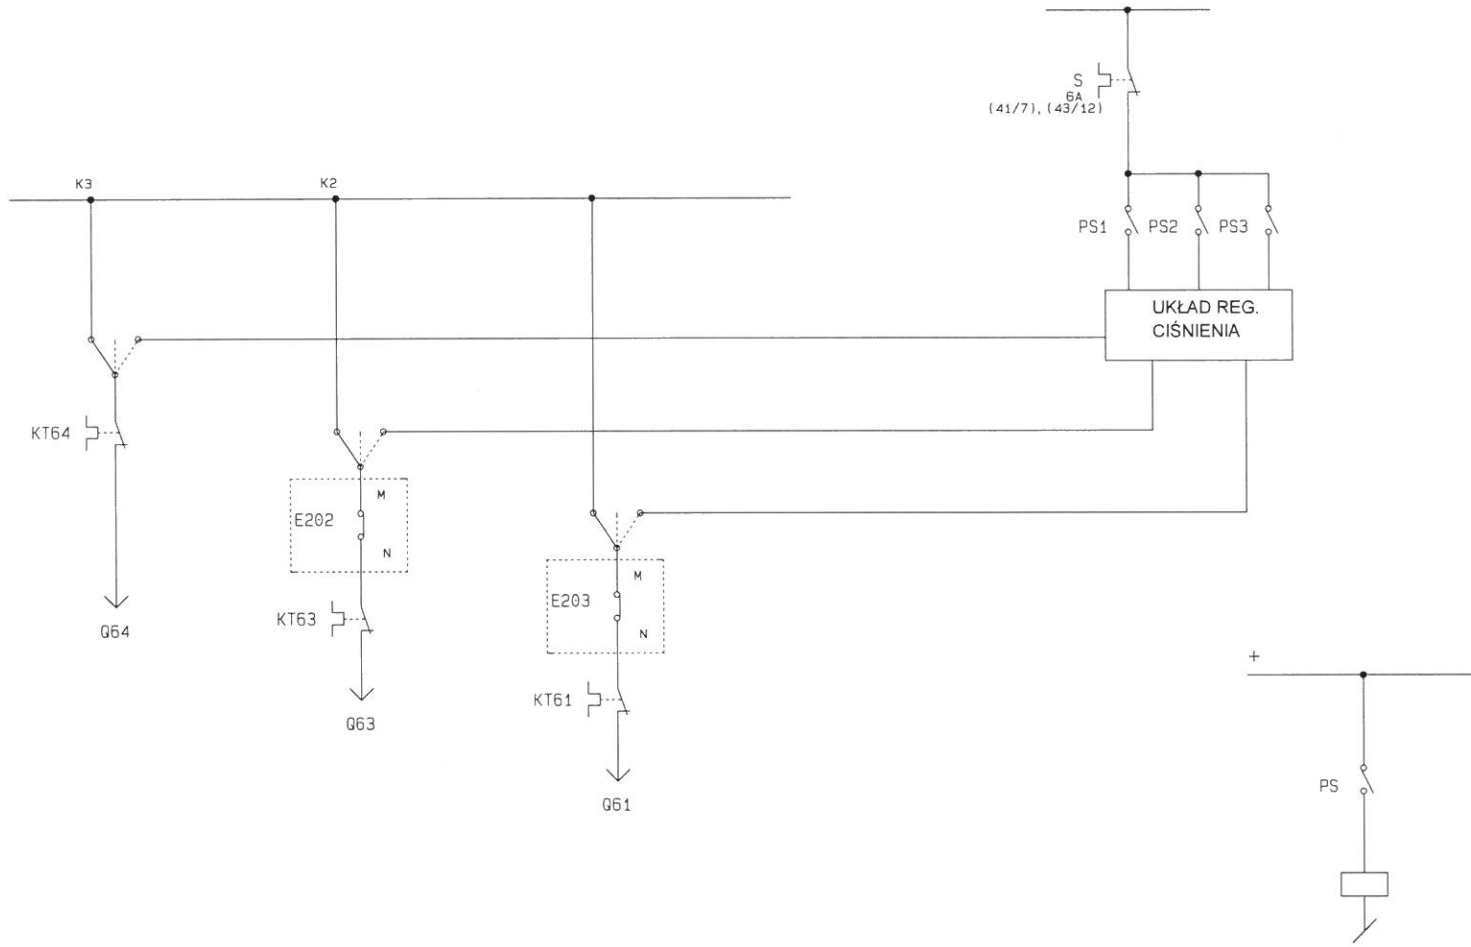 S
6A
(41/7),(43/12)
K3
K2
PS1
PS2
PS3
UKŁAD REG.
CIŚNIENIA
KT64
M
E202
N
M
E203
N
KT63
Q64
+
KT61
Q63
PS
Q61